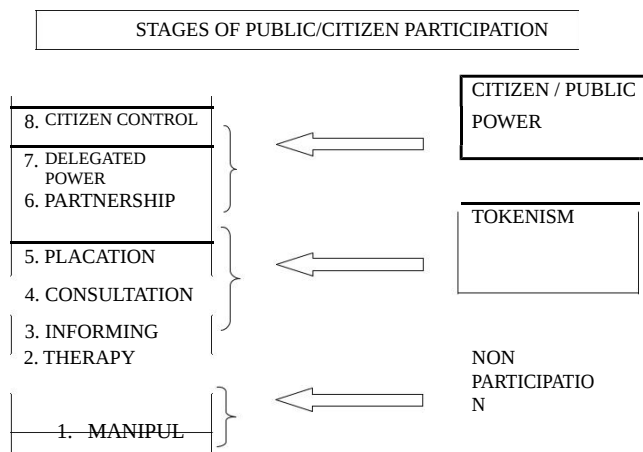 STAGES OF PUBLIC/CITIZEN PARTICIPATION
8. CITIZEN CONTROL
7. DELEGATED
POWER
6. PARTNERSHIP
5. PLACATION
4. CONSULTATION
3. INFORMING
2. THERAPY
1. MANIPUL
CITIZEN / PUBLIC
POWER
TOKENISM
NON
PARTICIPATIO
N